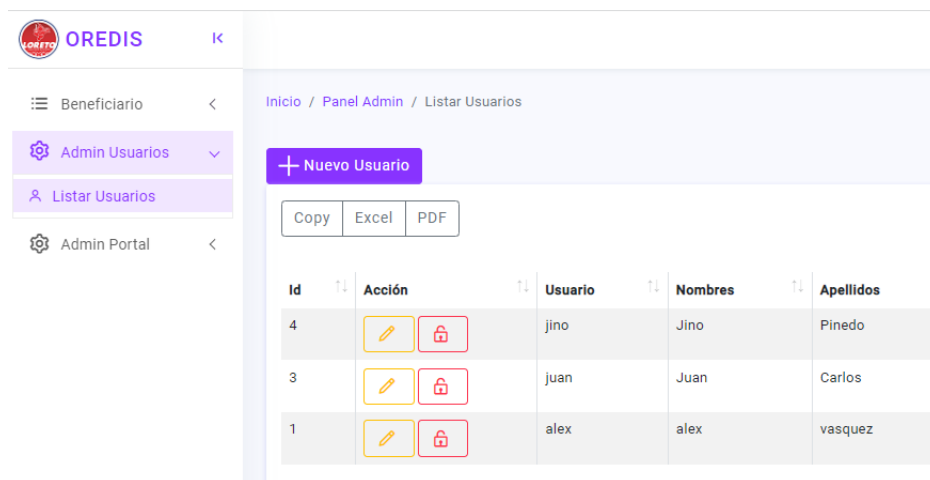 LORETO
OREDIS
Beneficiario
Admin Usuarios
Listar Usuarios
Admin Portal
Inicio / Panel Admin / Listar Usuarios
Nuevo Usuario
Copy Excel PDF
Id Acción Usuario Nombres Apellidos
4 jino Jino Pinedo
3 juan Juan Carlos
1 alex alex vasquez